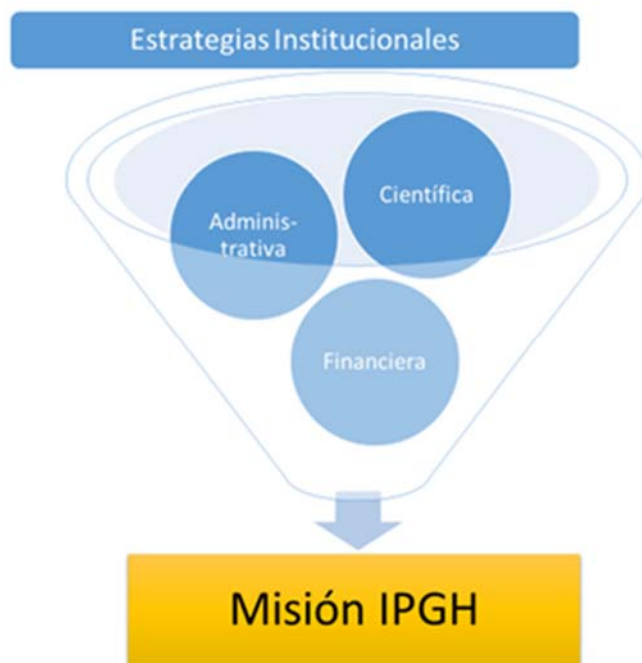 Estrategias Institucionales
Científica
Adminis-
trativa
Financiera
Misión IPGH